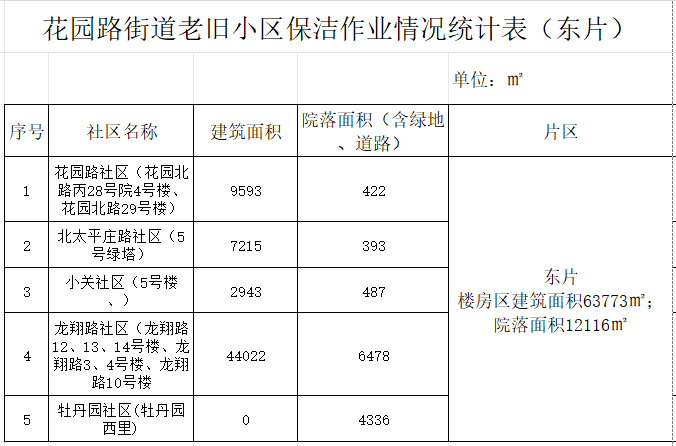 花园路街道老旧小区保洁作业情况统计表（东片）
单位：㎡
序号
社区名称
建筑面积
院落面积（含绿地
、道路）
片区
1
花园路社区（花园北
路丙28号院4号楼、
花园北路29号楼）
9593
422
2
北太平庄路社区（5
号绿塔）
7215
393
3
小关社区（5号楼
、）
2943
487
4
龙翔路社区（龙翔路
12、13、14号楼、龙
翔路3、4号楼、龙翔
路10号楼
44022
6478
5
牡丹园社区(牡丹园
西里)
0
4336
东片
楼房区建筑面积63773㎡；
院落面积12116㎡